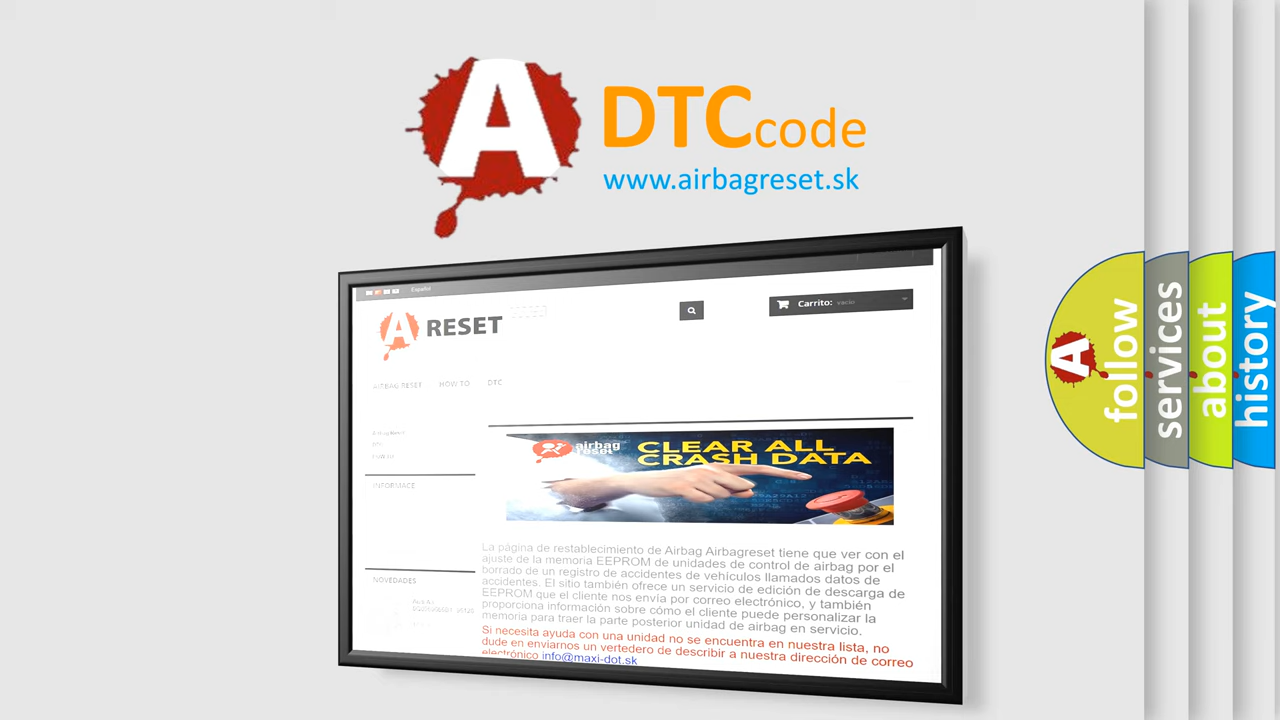 A
DTCcode
www.airbagreset.sk
Español
A RESET
Carrito: vacío
AIRBAG RESET HOW TO DTC
INFORMACE
NOVEDADES
airbag
reset
CLEAR ALL
CRASH DATA
La página de restablecimiento de Airbag Airbagreset tiene que ver con el
ajuste de la memoria EEPROM de unidades de control de airbag por el
borrado de un registro de accidentes de vehículos llamados datos de
accidentes. El sitio también ofrece un servicio de edición de descarga de
EEPROM que el cliente nos envía por correo electrónico, y también
proporciona información sobre cómo el cliente puede personalizar la
memoria para traer la parte posterior unidad de airbag en servicio.
Si necesita ayuda con una unidad no se encuentra en nuestra lista, no
dude en enviarnos un vertedero de describir a nuestra dirección de correo
electrónico info@maxi-dot.sk
A
follow
services
about
history